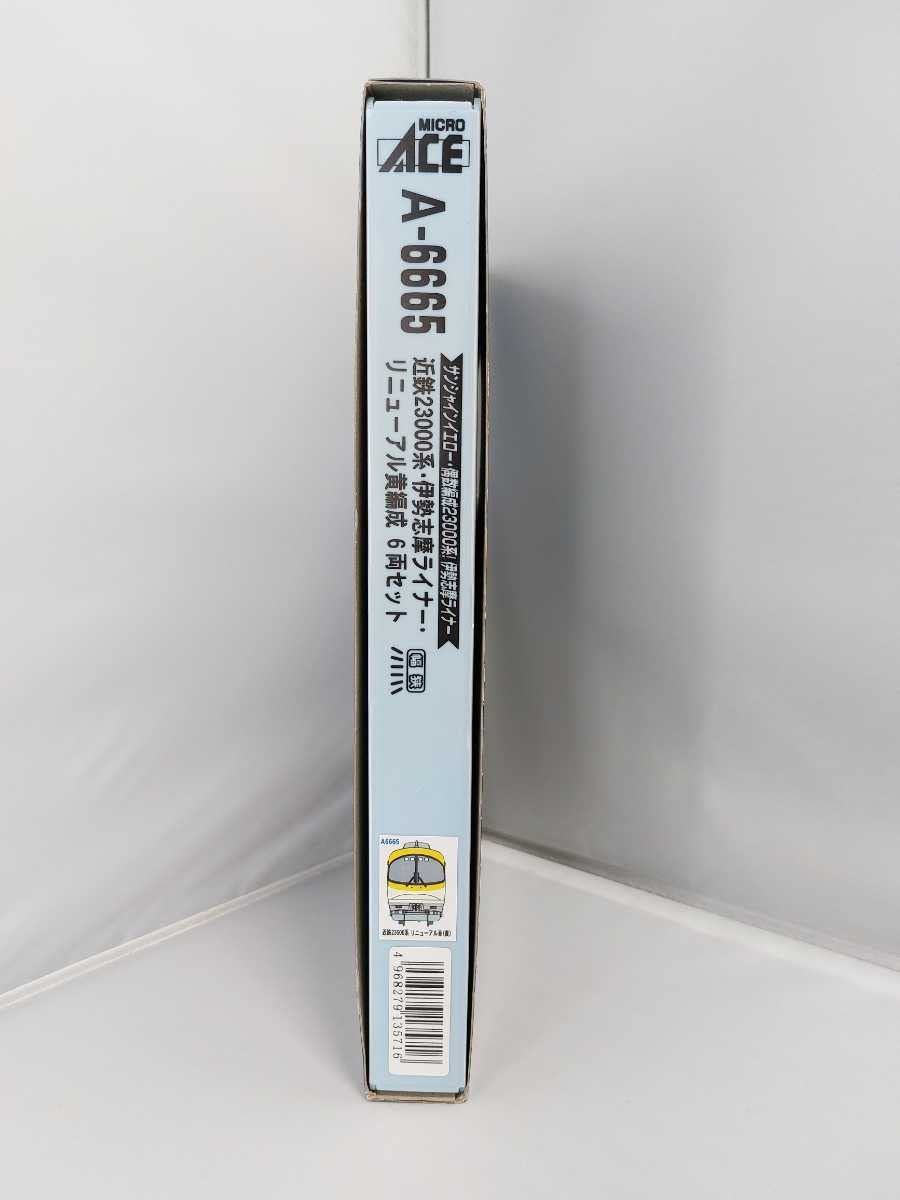 MICRO
ACE
A-6665
サンシャインイエロー・偶数編成23000系! 伊勢志摩ライナー
近鉄23000系・伊勢志摩ライナー・
リニューアル黄編成 6両セット
幅狭
A6665
近鉄23000系 リニューアル車(黄)
4 968279 135716